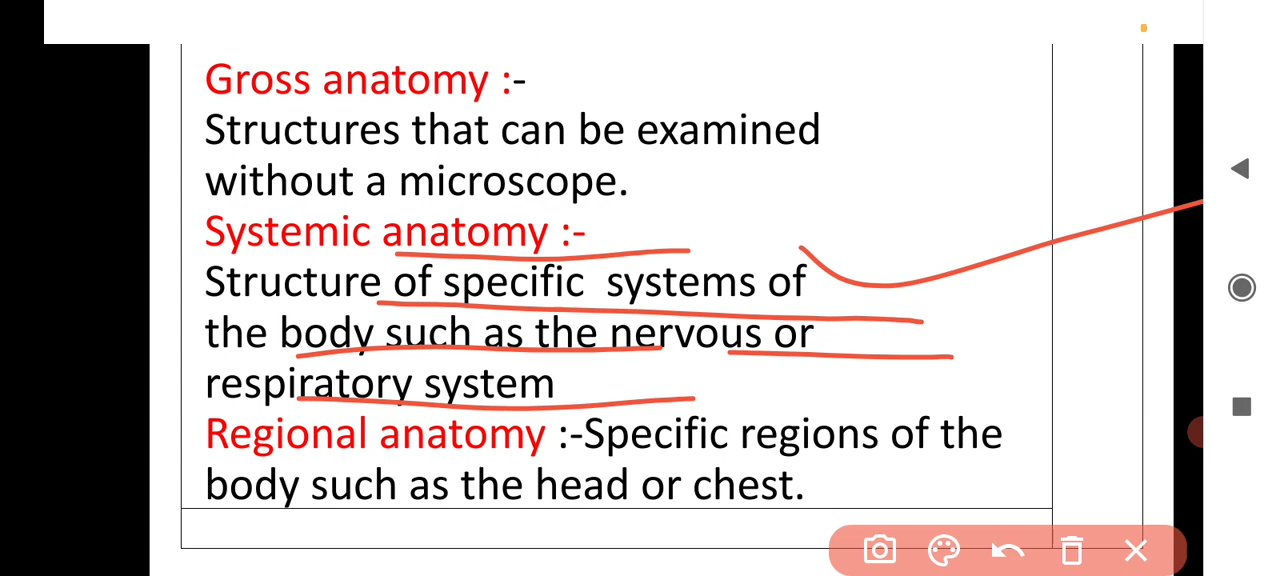 Gross anatomy :-
Structures that can be examined
without a microscope.
Systemic anatomy :-
Structure of specific  systems of
the body such as the nervous or
respiratory system
Regional anatomy :-Specific regions of the
body such as the head or chest.